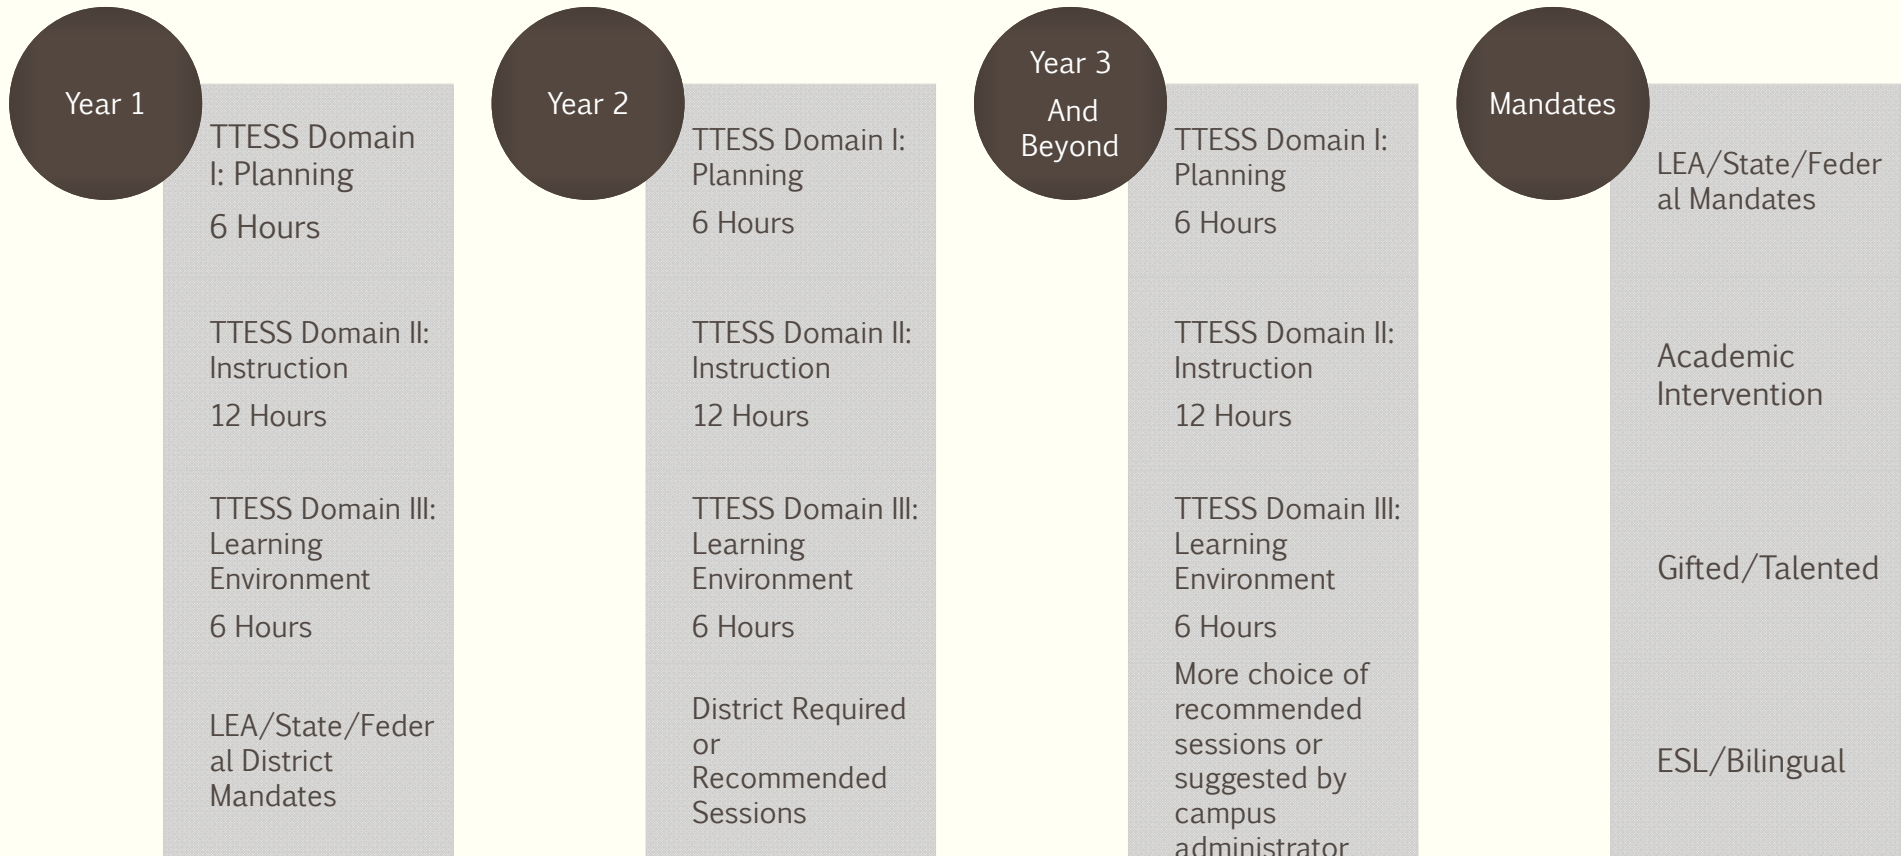 Year 1
TTESS Domain
I: Planning
6 Hours
TTESS Domain II:
Instruction
12 Hours
TTESS Domain III:
Learning
Environment
6 Hours
LEA/State/Feder
al District
Mandates
Year 2
TTESS Domain I:
Planning
6 Hours
TTESS Domain II:
Instruction
12 Hours
TTESS Domain III:
Learning
Environment
6 Hours
District Required
or
Recommended
Sessions
Year 3
And
Beyond
TTESS Domain I:
Planning
6 Hours
TTESS Domain II:
Instruction
12 Hours
TTESS Domain III:
Learning
Environment
6 Hours
More choice of
recommended
sessions or
suggested by
campus
administrator
Mandates
LEA/State/Feder
al Mandates
Academic
Intervention
Gifted/Talented
ESL/Bilingual